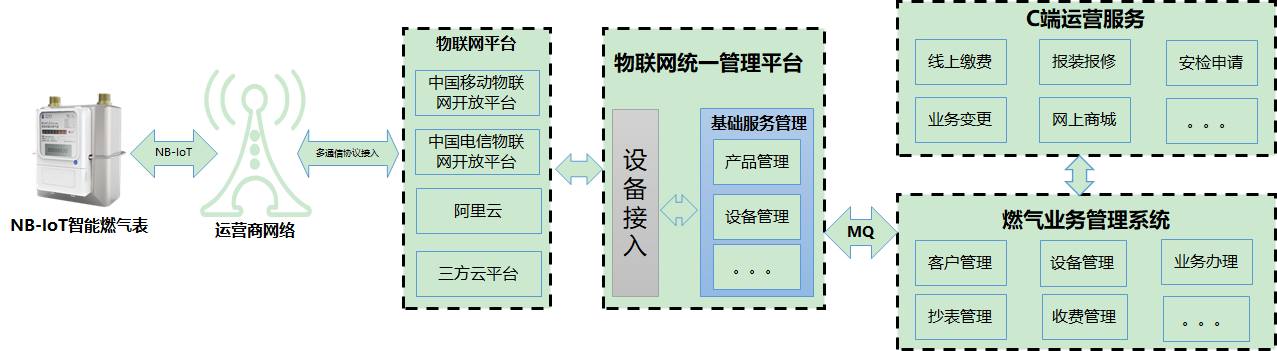 NB-IoT智能燃气表
NB-IoT
运营商网络
多通信协议接入
物联网平台
中国移动物联
网开放平台
中国电信物联
网开放平台
阿里云
三方云平台
物联网统一管理平台
设备接入
基础服务管理
产品管理
设备管理
。。。
MQ
C端运营服务
线上缴费
报装报修
安检申请
业务变更
网上商城
。。。
燃气业务管理系统
客户管理
设备管理
业务办理
抄表管理
收费管理
。。。